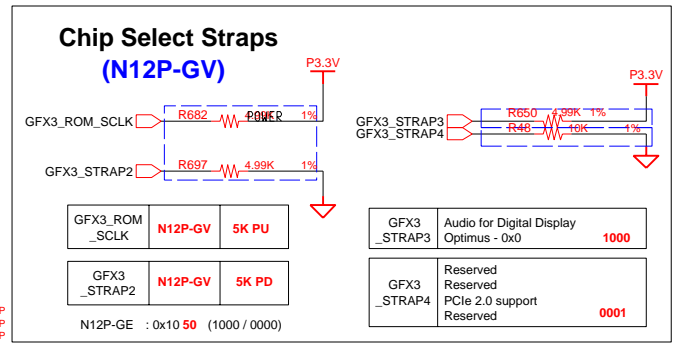 Chip Select Straps
(N12P-GV)
P3.3V
GFX3_ROM_SCLK
R682
1%
GFX3_STRAP2
R697
4.99K
1%
P3.3V
GFX3_STRAP3
R650
4.99K
1%
GFX3_STRAP4
R48
10K
1%
GFX3_ROM
_SCLK
N12P-GV
5K PU
GFX3
_STRAP2
N12P-GV
5K PD
N12P-GE : 0x10 50 (1000 / 0000)
GFX3
_STRAP3
Audio for Digital Display
Optimus - 0x0
1000
GFX3
_STRAP4
Reserved
Reserved
PCIe 2.0 support
Reserved
0001
P
P
P